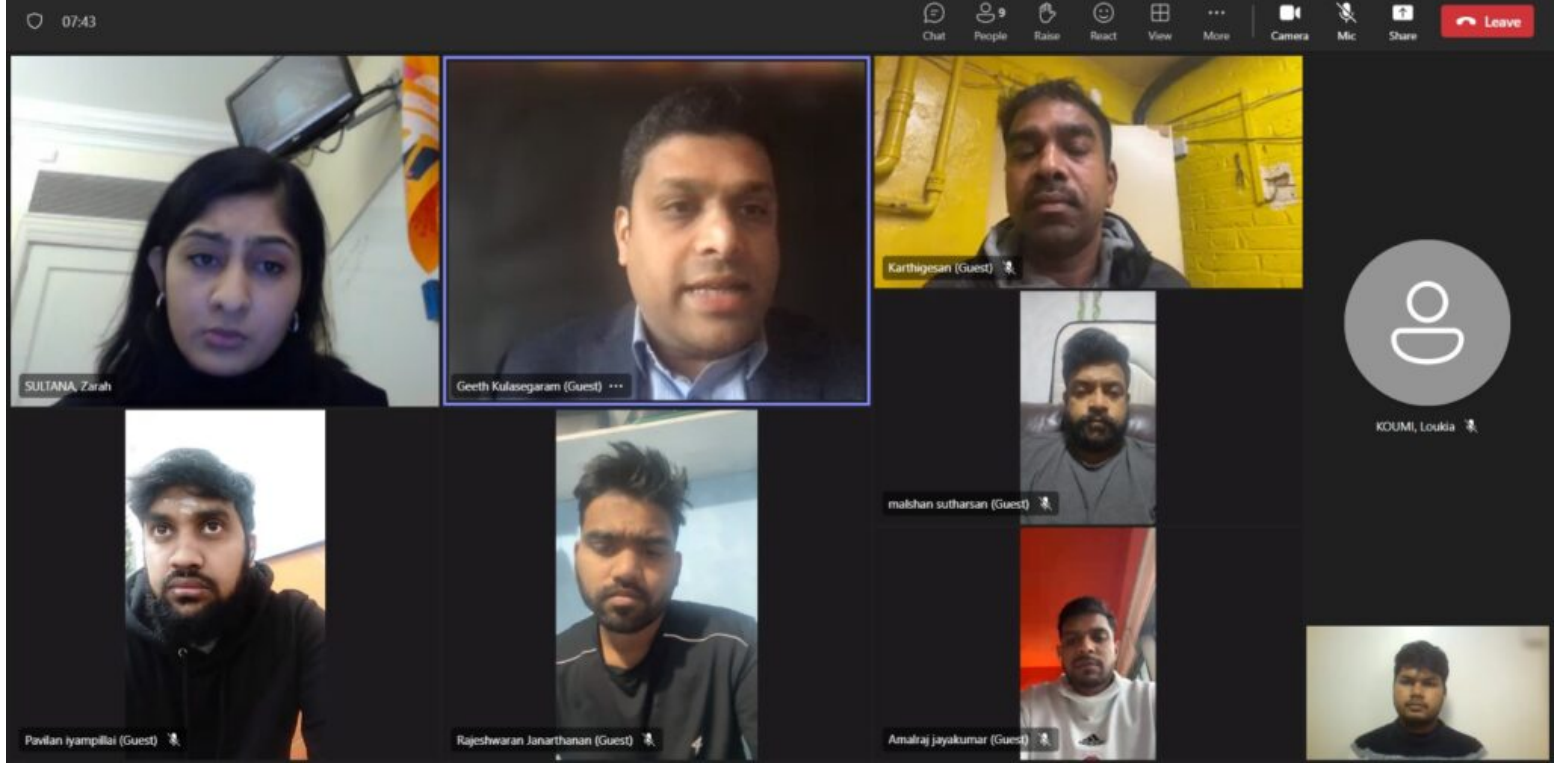 07:43
9
Chat
People
Raise
React
View
More
Camera
Mic
Share
Leave
SULTANA, Zarah
Geeth Kulasegaram (Guest)
Karthigesan (Guest)
malshan sutharsan (Guest)
KOUMI, Loukia
Pavilan iyampillai (Guest)
Rajeshwaran Janarthanan (Guest)
Amalraj jayakumar (Guest)